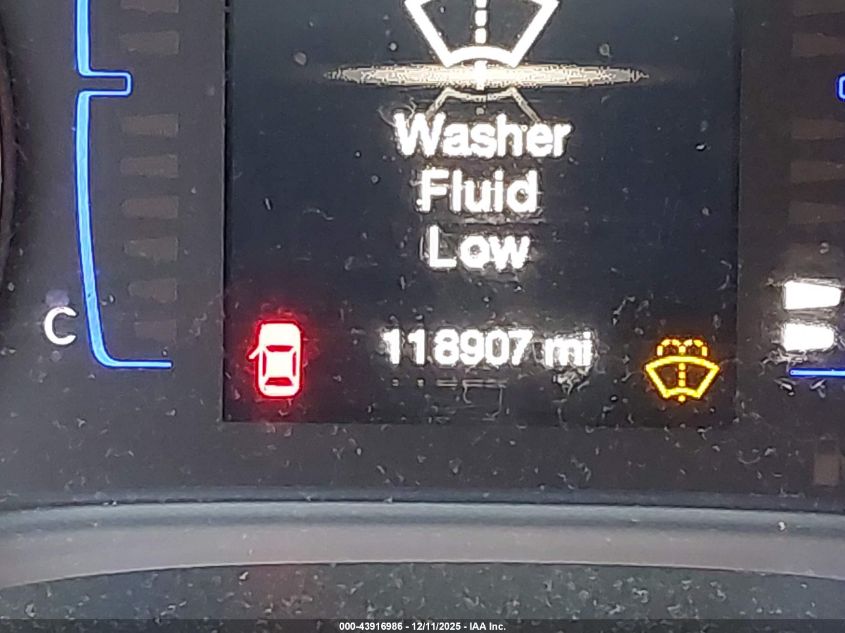 Washer
Fluid
Low
C
118907 mi
000-43916986 - 12/11/2025 - IAA Inc.